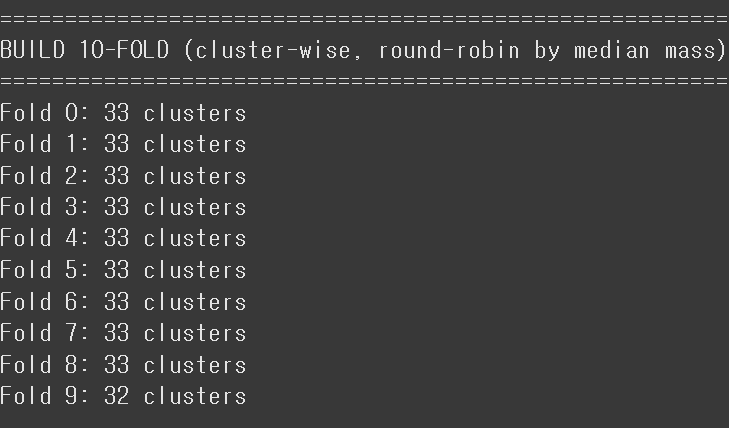 ========================================================
BUILD 10-FOLD (cluster-wise, round-robin by median mass)
========================================================
Fold 0: 33 clusters
Fold 1: 33 clusters
Fold 2: 33 clusters
Fold 3: 33 clusters
Fold 4: 33 clusters
Fold 5: 33 clusters
Fold 6: 33 clusters
Fold 7: 33 clusters
Fold 8: 33 clusters
Fold 9: 32 clusters